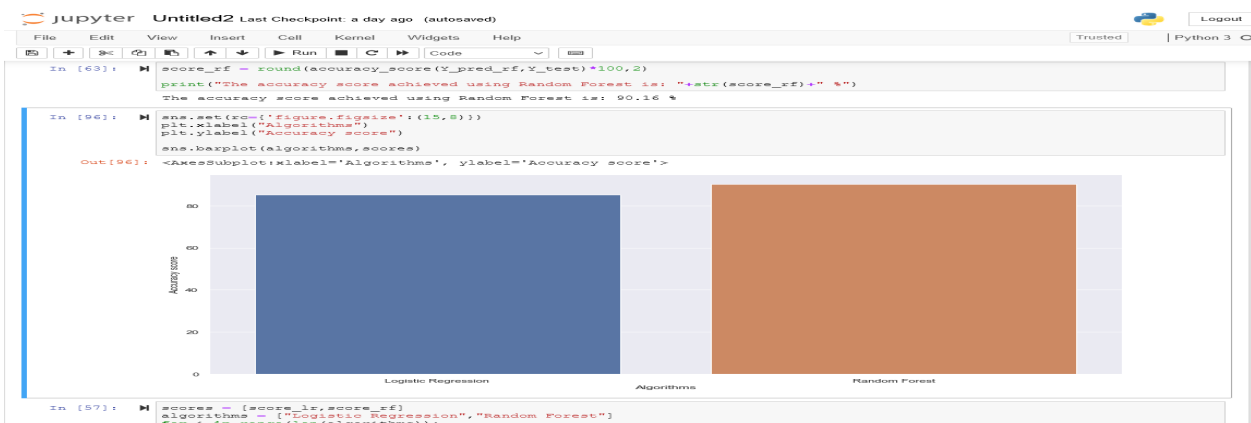 jupyter Untitled2 Last Checkpoint: a day ago (autosaved)
Logout
File Edit View Insert Cell Kernel Widgets Help
Trusted
Python 3
Run
Code
In [63]:
score_rf = round(accuracy_score(Y_pred_rf,Y_test)*100,2)
print("The accuracy score achieved using Random Forest is: "+str(score_rf)+" %")
The accuracy score achieved using Random Forest is: 90.16 %
In [96]:
sns.set(rc={'figure.figsize':(15,8)})
plt.xlabel("Algorithms")
plt.ylabel("Accuracy score")
sns.barplot(algorithms,scores)
Out[96]: <AxesSubplot:xlabel='Algorithms', ylabel='Accuracy score'>
80
60
40
20
0
Accuracy score
Logistic Regression
Random Forest
Algorithms
In [57]:
scores = [score_lr,score_rf]
algorithms = ["Logistic Regression","Random Forest"]
for i in range(len(algorithms)):